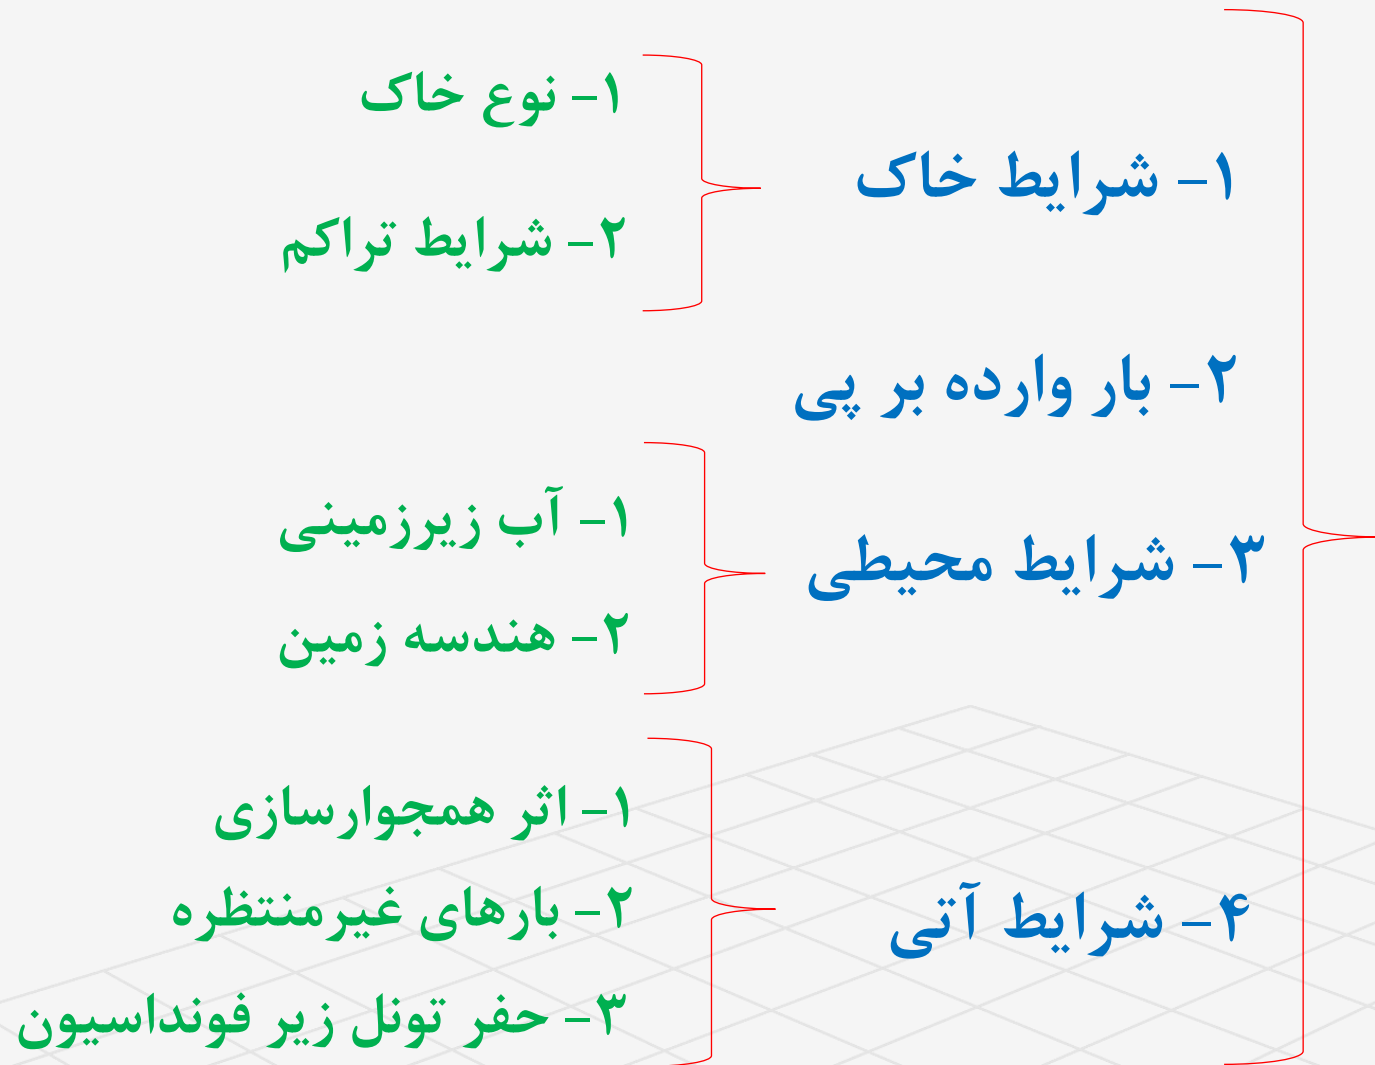 ۱- شرایط خاک
۱- نوع خاک
۲- شرایط تراکم
۲- بار وارده بر پی
۳- شرایط محیطی
۱- آب زیرزمینی
۲- هندسه زمین
۴- شرایط آتی
۱- اثر همجوارسازی
۲- بارهای غیرمنتظره
۳- حفر تونل زیر فونداسیون